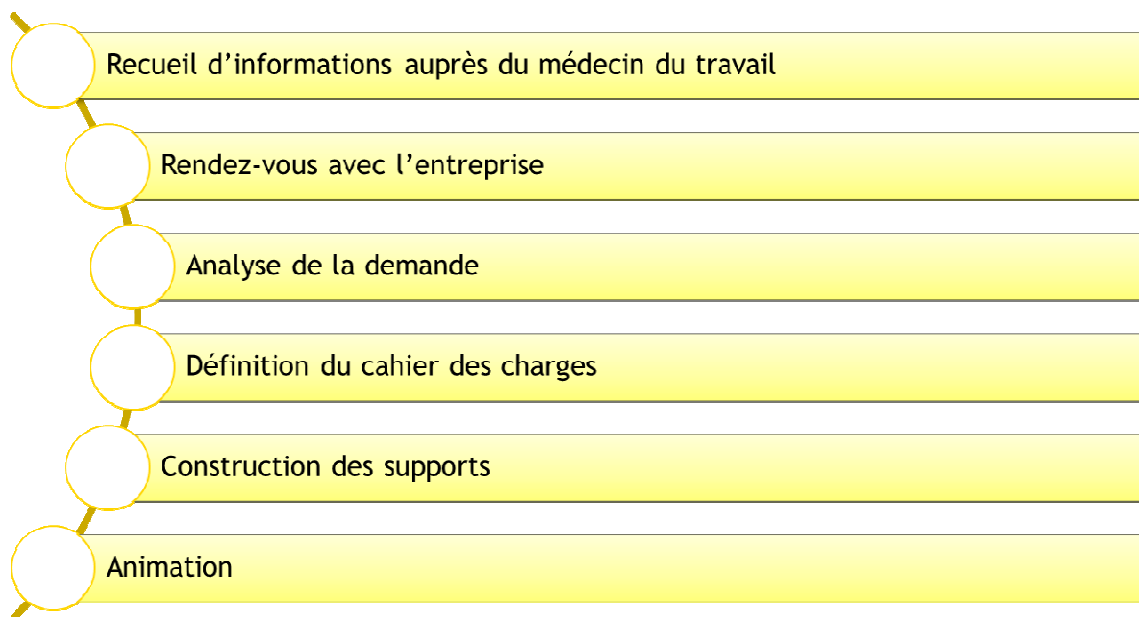 Recueil d’informations auprès du médecin du travail
Rendez-vous avec l’entreprise
Analyse de la demande
Définition du cahier des charges
Construction des supports
Animation